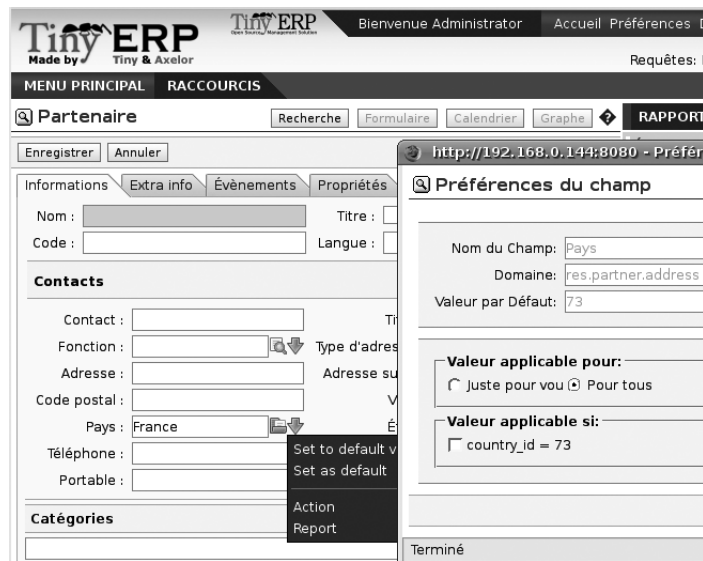 Tiny ERP
Made by Tiny & Axelor
Tiny ERP
Open Source Management Solution
Bienvenue Administrator
Accueil Préférences
Requêtes:
MENU PRINCIPAL RACCOURCIS
Partenaire
Recherche Formulaire Calendrier Graphe
RAPPORT
Enregistrer Annuler
Informations Extra info Évènements Propriétés
Nom : Titre :
Code : Langue :
Contacts
Contact :
Fonction : Type d'adres
Adresse : Adresse su
Code postal : V
Pays : France
Téléphone :
Portable :
Catégories
Set to default v
Set as default
Action
Report
http://192.168.0.144:8080 - Préfér
Préférences du champ
Nom du Champ: Pays
Domaine: res.partner.address
Valeur par Défaut: 73
Valeur applicable pour:
Juste pour vou Pour tous
Valeur applicable si:
country_id = 73
Terminé